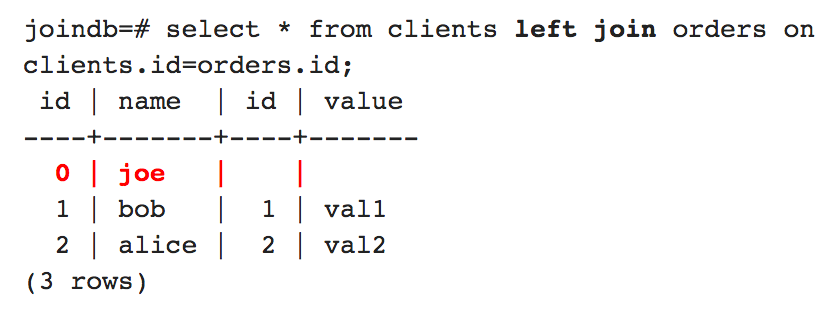 joindb=# select * from clients left join orders on
clients.id=orders.id;
 id | name  | id | value
----+-------+----+-------
  0 | joe   |    |
  1 | bob   |  1 | val1
  2 | alice |  2 | val2
(3 rows)